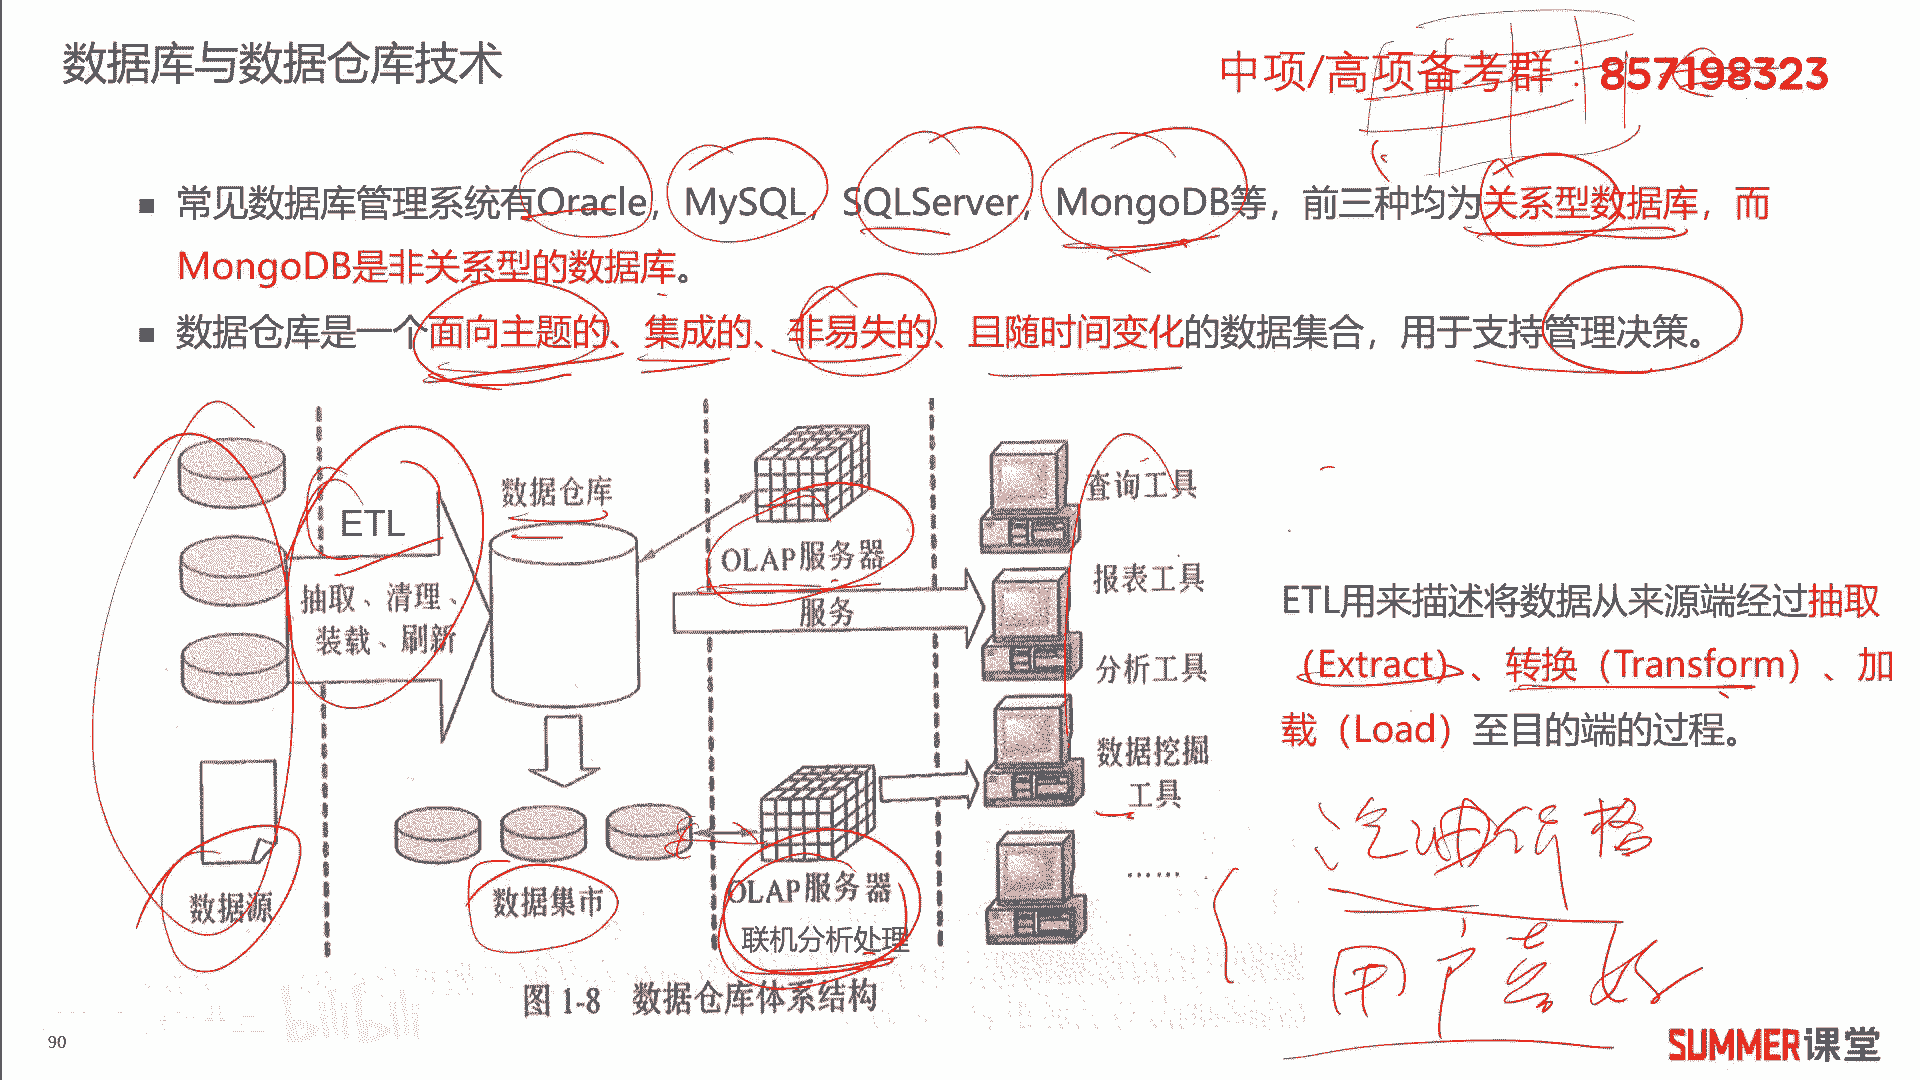 数据库与数据仓库技术
中项/高项备考群：857198323
■ 常见数据库管理系统有Oracle，MySQL，SQLServer，MongoDB等，前三种均为关系型数据库，而
MongoDB是非关系型的数据库。
■ 数据仓库是一个面向主题的、集成的、非易失的、且随时间变化的数据集合，用于支持管理决策。
ETL
抽取、清理、
装载、刷新
数据源
数据仓库
数据集市
OLAP服务器
服务
OLAP服务器
联机分析处理
查询工具
报表工具
分析工具
数据挖掘
工具
……
ETL用来描述将数据从来源端经过抽取
（Extract）、转换（Transform）、加
载（Load）至目的端的过程。
汽油价格
用户喜好
图 1-8 数据仓库体系结构
90
SUMMER课堂